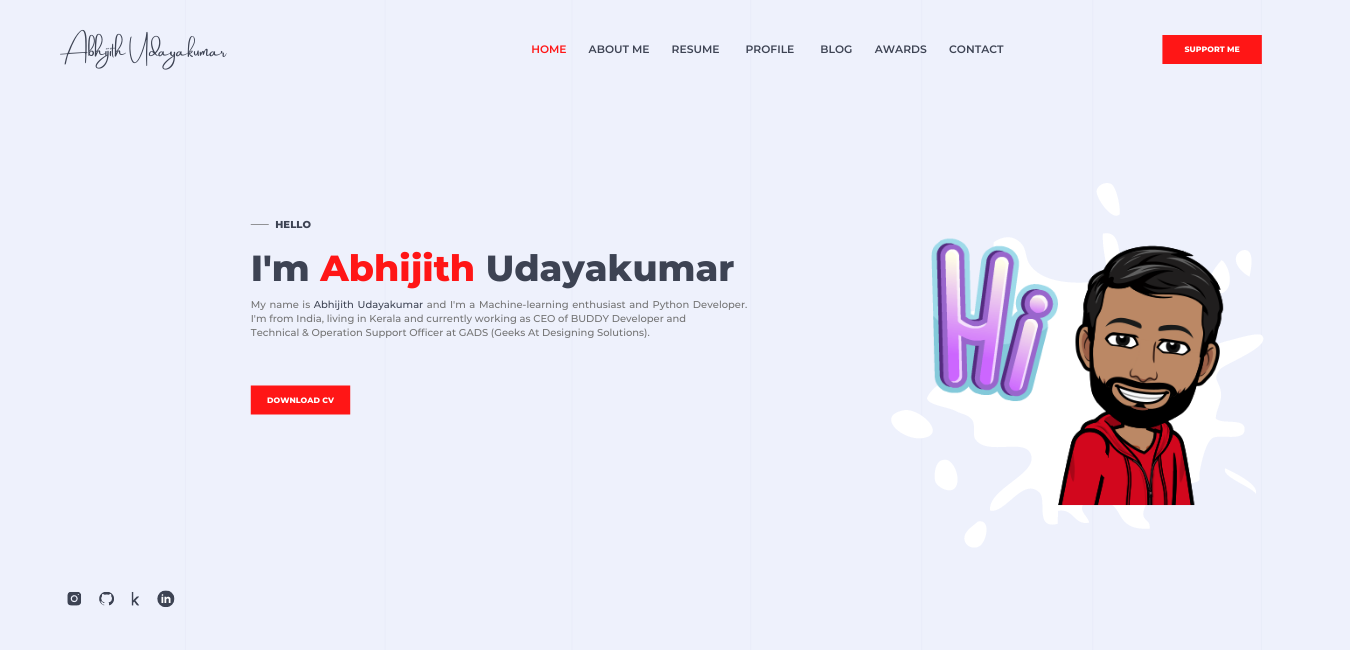 Abhijith Udayakumar
HOME ABOUT ME RESUME PROFILE BLOG AWARDS CONTACT
SUPPORT ME
HELLO
I'm Abhijith Udayakumar
My name is Abhijith Udayakumar and I'm a Machine-learning enthusiast and Python Developer.
I'm from India, living in Kerala and currently working as CEO of BUDDY Developer and
Technical & Operation Support Officer at GADS (Geeks At Designing Solutions).
DOWNLOAD CV
Hi
k
in